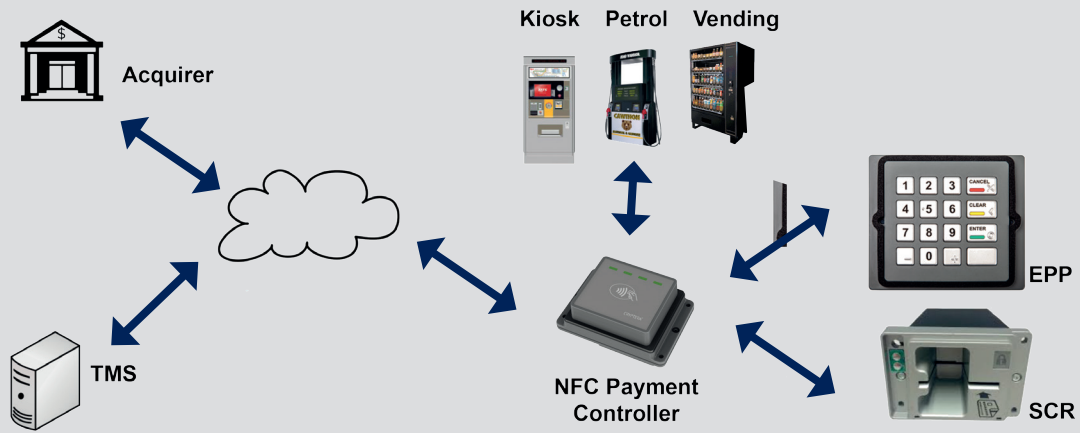 Kiosk Petrol Vending
$
Acquirer
1 2 3 CANCEL
4 5 6 CLEAR
7 8 9 ENTER
0
EPP
TMS
NFC Payment
Controller
SCR